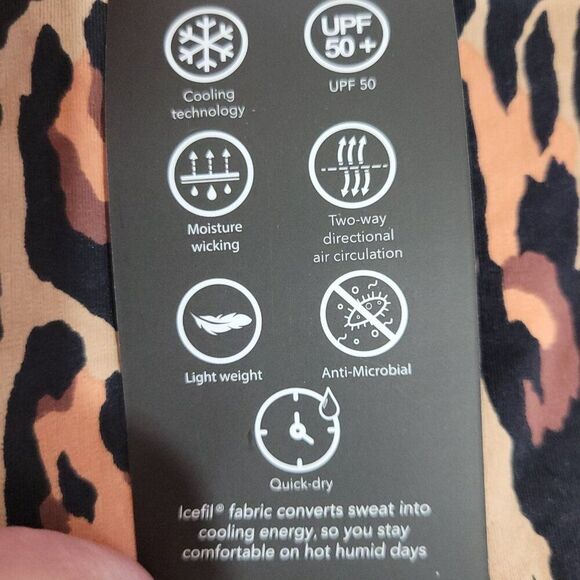 UPF
50+
Cooling
technology
UPF 50
Moisture
wicking
Two-way
directional
air circulation
Light weight
Anti-Microbial
Quick-dry
Icefil® fabric converts sweat into
cooling energy, so you stay
comfortable on hot humid days